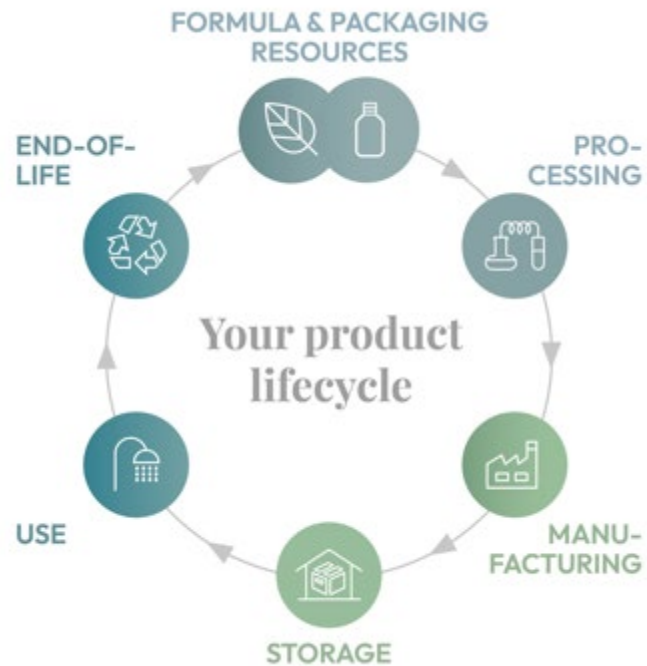 FORMULA & PACKAGING
RESOURCES
PRO-
CESSING
MANU-
FACTURING
STORAGE
USE
END-OF-
LIFE
Your product
lifecycle